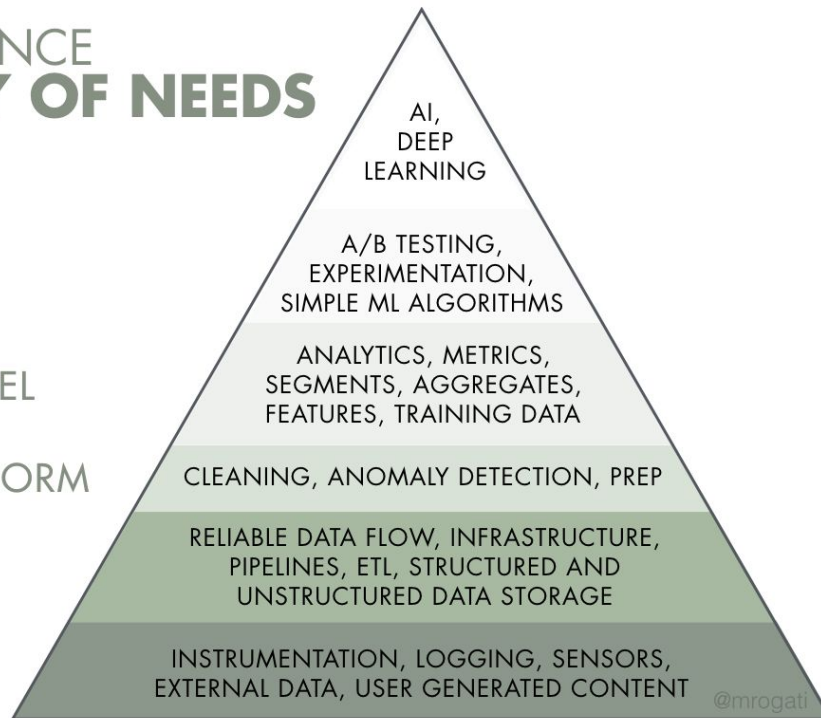 NCE
Y OF NEEDS
AI,
DEEP
LEARNING
A/B TESTING,
EXPERIMENTATION,
SIMPLE ML ALGORITHMS
ANALYTICS, METRICS,
SEGMENTS, AGGREGATES,
FEATURES, TRAINING DATA
EL
ORM
CLEANING, ANOMALY DETECTION, PREP
RELIABLE DATA FLOW, INFRASTRUCTURE,
PIPELINES, ETL, STRUCTURED AND
UNSTRUCTURED DATA STORAGE
INSTRUMENTATION, LOGGING, SENSORS,
EXTERNAL DATA, USER GENERATED CONTENT
@mrogati